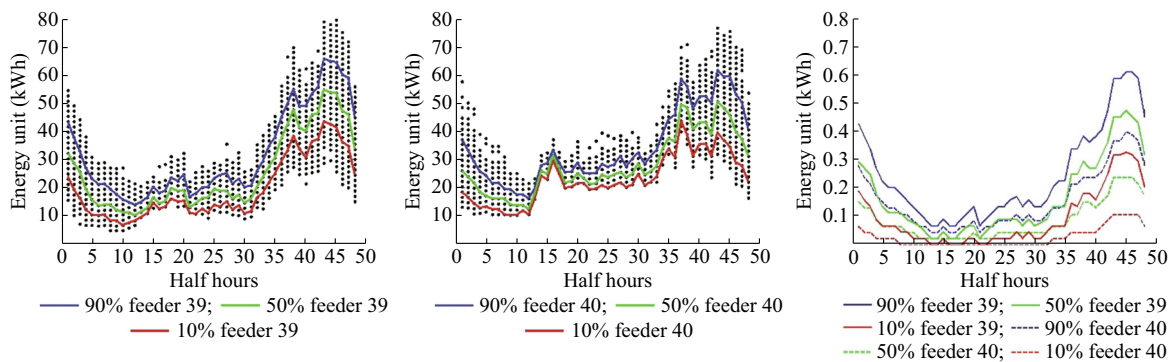 80
70
60
50
40
30
20
10
Energy unit (kWh)
0 5 10 15 20 25 30 35 40 45 50
Half hours
90% feeder 39; 50% feeder 39
10% feeder 39
80
70
60
50
40
30
20
10
Energy unit (kWh)
0 5 10 15 20 25 30 35 40 45 50
Half hours
90% feeder 40; 50% feeder 40
10% feeder 40
0.8
0.7
0.6
0.5
0.4
0.3
0.2
0.1
Energy unit (kWh)
0 5 10 15 20 25 30 35 40 45 50
Half hours
90% feeder 39; 50% feeder 39
10% feeder 39; 90% feeder 40
50% feeder 40; 10% feeder 40